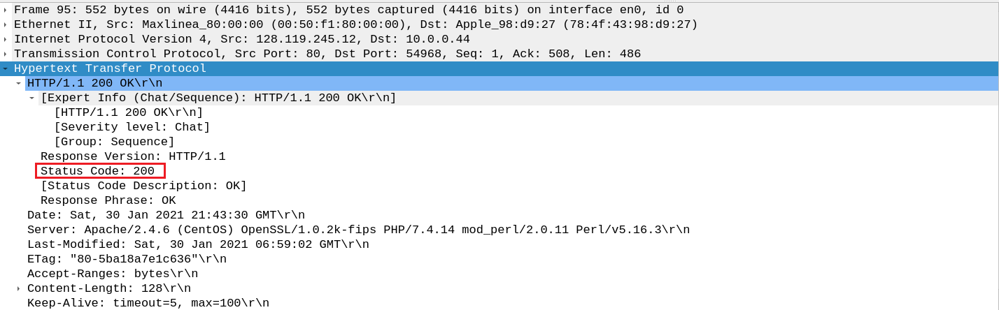 Frame 95: 552 bytes on wire (4416 bits), 552 bytes captured (4416 bits) on interface en0, id 0
Ethernet II, Src: Maxlinea_80:00:00 (00:50:f1:80:00:00), Dst: Apple_98:d9:27 (78:4f:43:98:d9:27)
Internet Protocol Version 4, Src: 128.119.245.12, Dst: 10.0.0.44
Transmission Control Protocol, Src Port: 80, Dst Port: 54968, Seq: 1, Ack: 508, Len: 486
Hypertext Transfer Protocol
HTTP/1.1 200 OK\r\n
[Expert Info (Chat/Sequence): HTTP/1.1 200 OK\r\n]
[HTTP/1.1 200 OK\r\n]
[Severity level: Chat]
[Group: Sequence]
Response Version: HTTP/1.1
Status Code: 200
[Status Code Description: OK]
Response Phrase: OK
Date: Sat, 30 Jan 2021 21:43:30 GMT\r\n
Server: Apache/2.4.6 (CentOS) OpenSSL/1.0.2k-fips PHP/7.4.14 mod_perl/2.0.11 Perl/v5.16.3\r\n
Last-Modified: Sat, 30 Jan 2021 06:59:02 GMT\r\n
ETag: "80-5ba18a7e1c636"\r\n
Accept-Ranges: bytes\r\n
Content-Length: 128\r\n
Keep-Alive: timeout=5, max=100\r\n